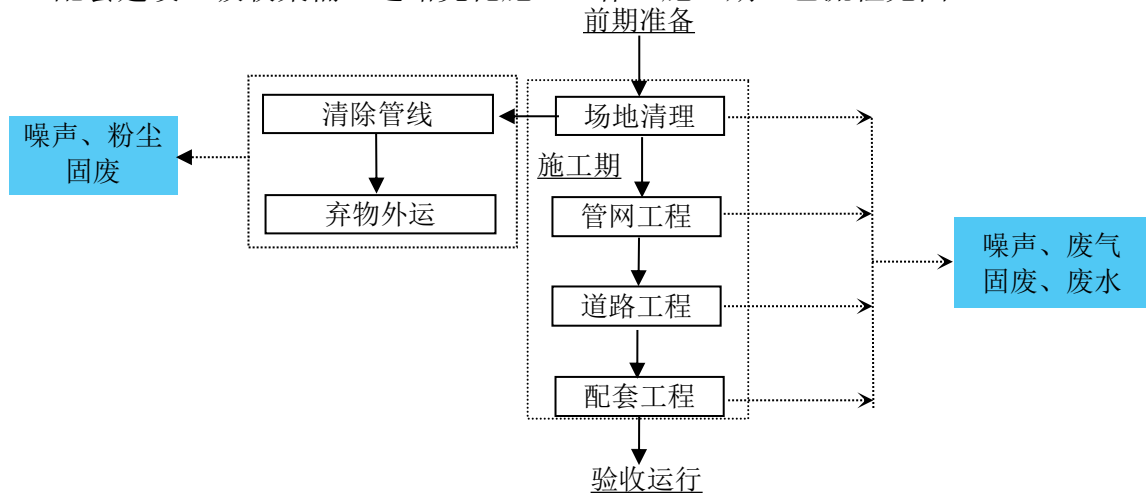 前期准备
清除管线
场地清理
噪声、粉尘
固废
施工期
弃物外运
管网工程
噪声、废气
固废、废水
道路工程
配套工程
验收运行